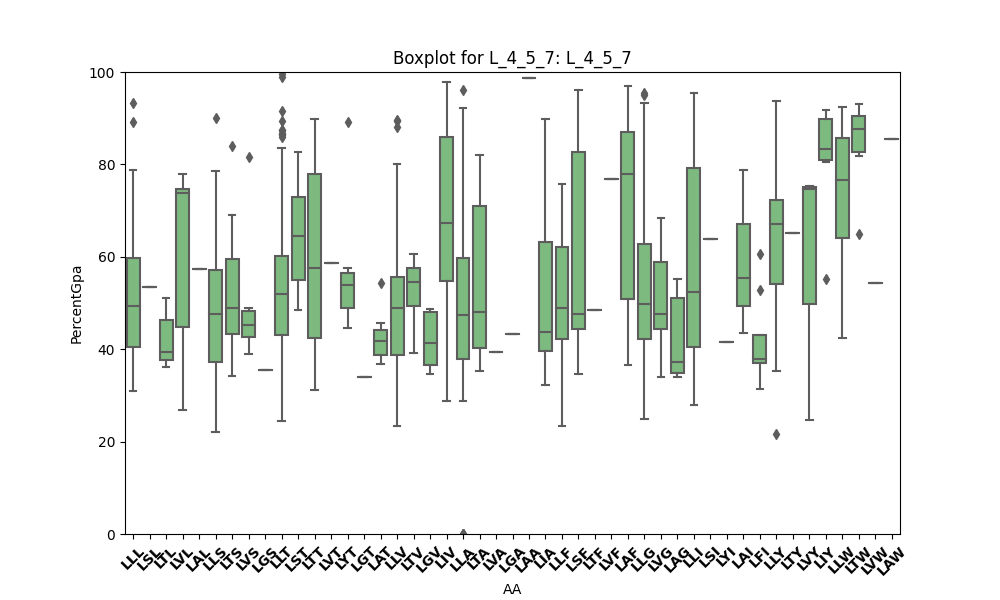 Boxplot for L_4_5_7: L_4_5_7
PercentGpa
100
80
60
40
20
0
LLL LSL LTL LVL LAL LLS LTS LVS LGS LLT LST LTT LVT LYT LGT LAT LLV LTV LGV LIV LLA LTA LVA LGA LAA LIA LLF LSF LTF LVF LAF LLG LVG LAG LLI LSI LYI LAI LFI LLY LTY LVY LIY LLW LTW LVW LAW
AA